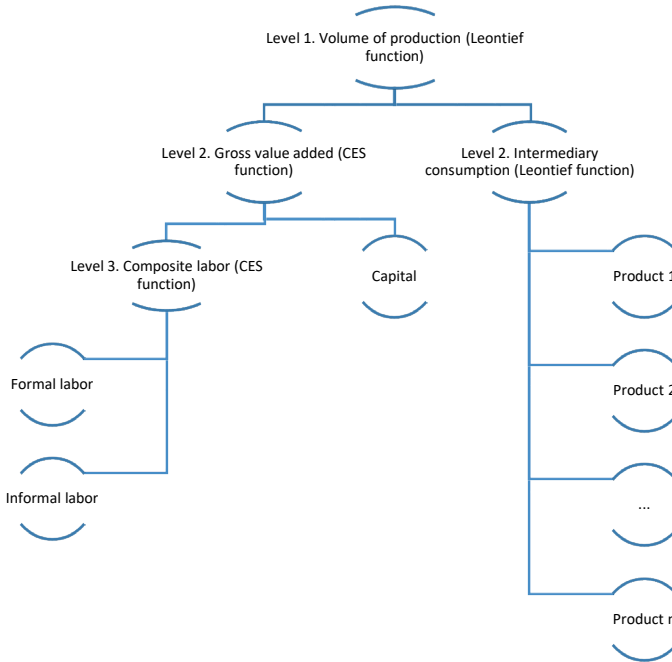 Level 1. Volume of production (Leontief
function)
Level 2. Gross value added (CES
function)
Level 2. Intermediary
consumption (Leontief function)
Level 3. Composite labor (CES
function)
Capital
Product 1
Formal labor
Product 2
Informal labor
...
Product n